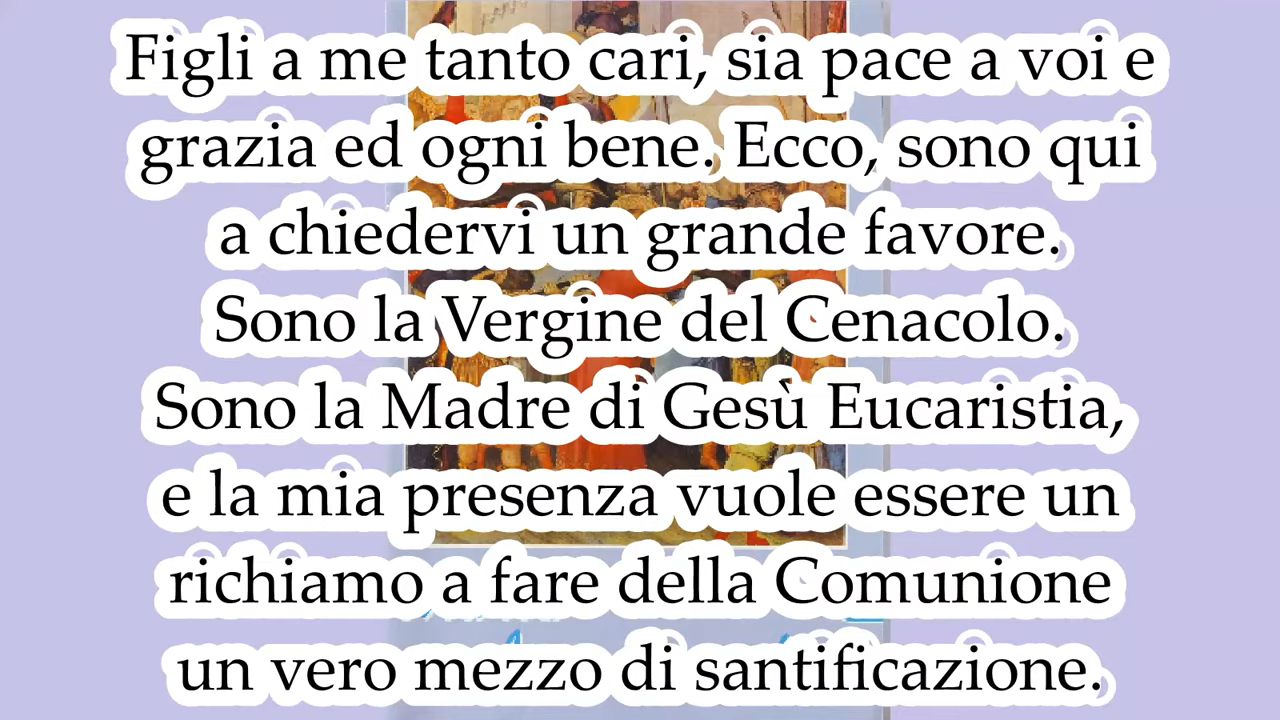 Figli a me tanto cari, sia pace a voi e
grazia ed ogni bene. Ecco, sono qui
a chiedervi un grande favore.
Sono la Vergine del Cenacolo.
Sono la Madre di Gesù Eucaristia,
e la mia presenza vuole essere un
richiamo a fare della Comunione
un vero mezzo di santificazione.